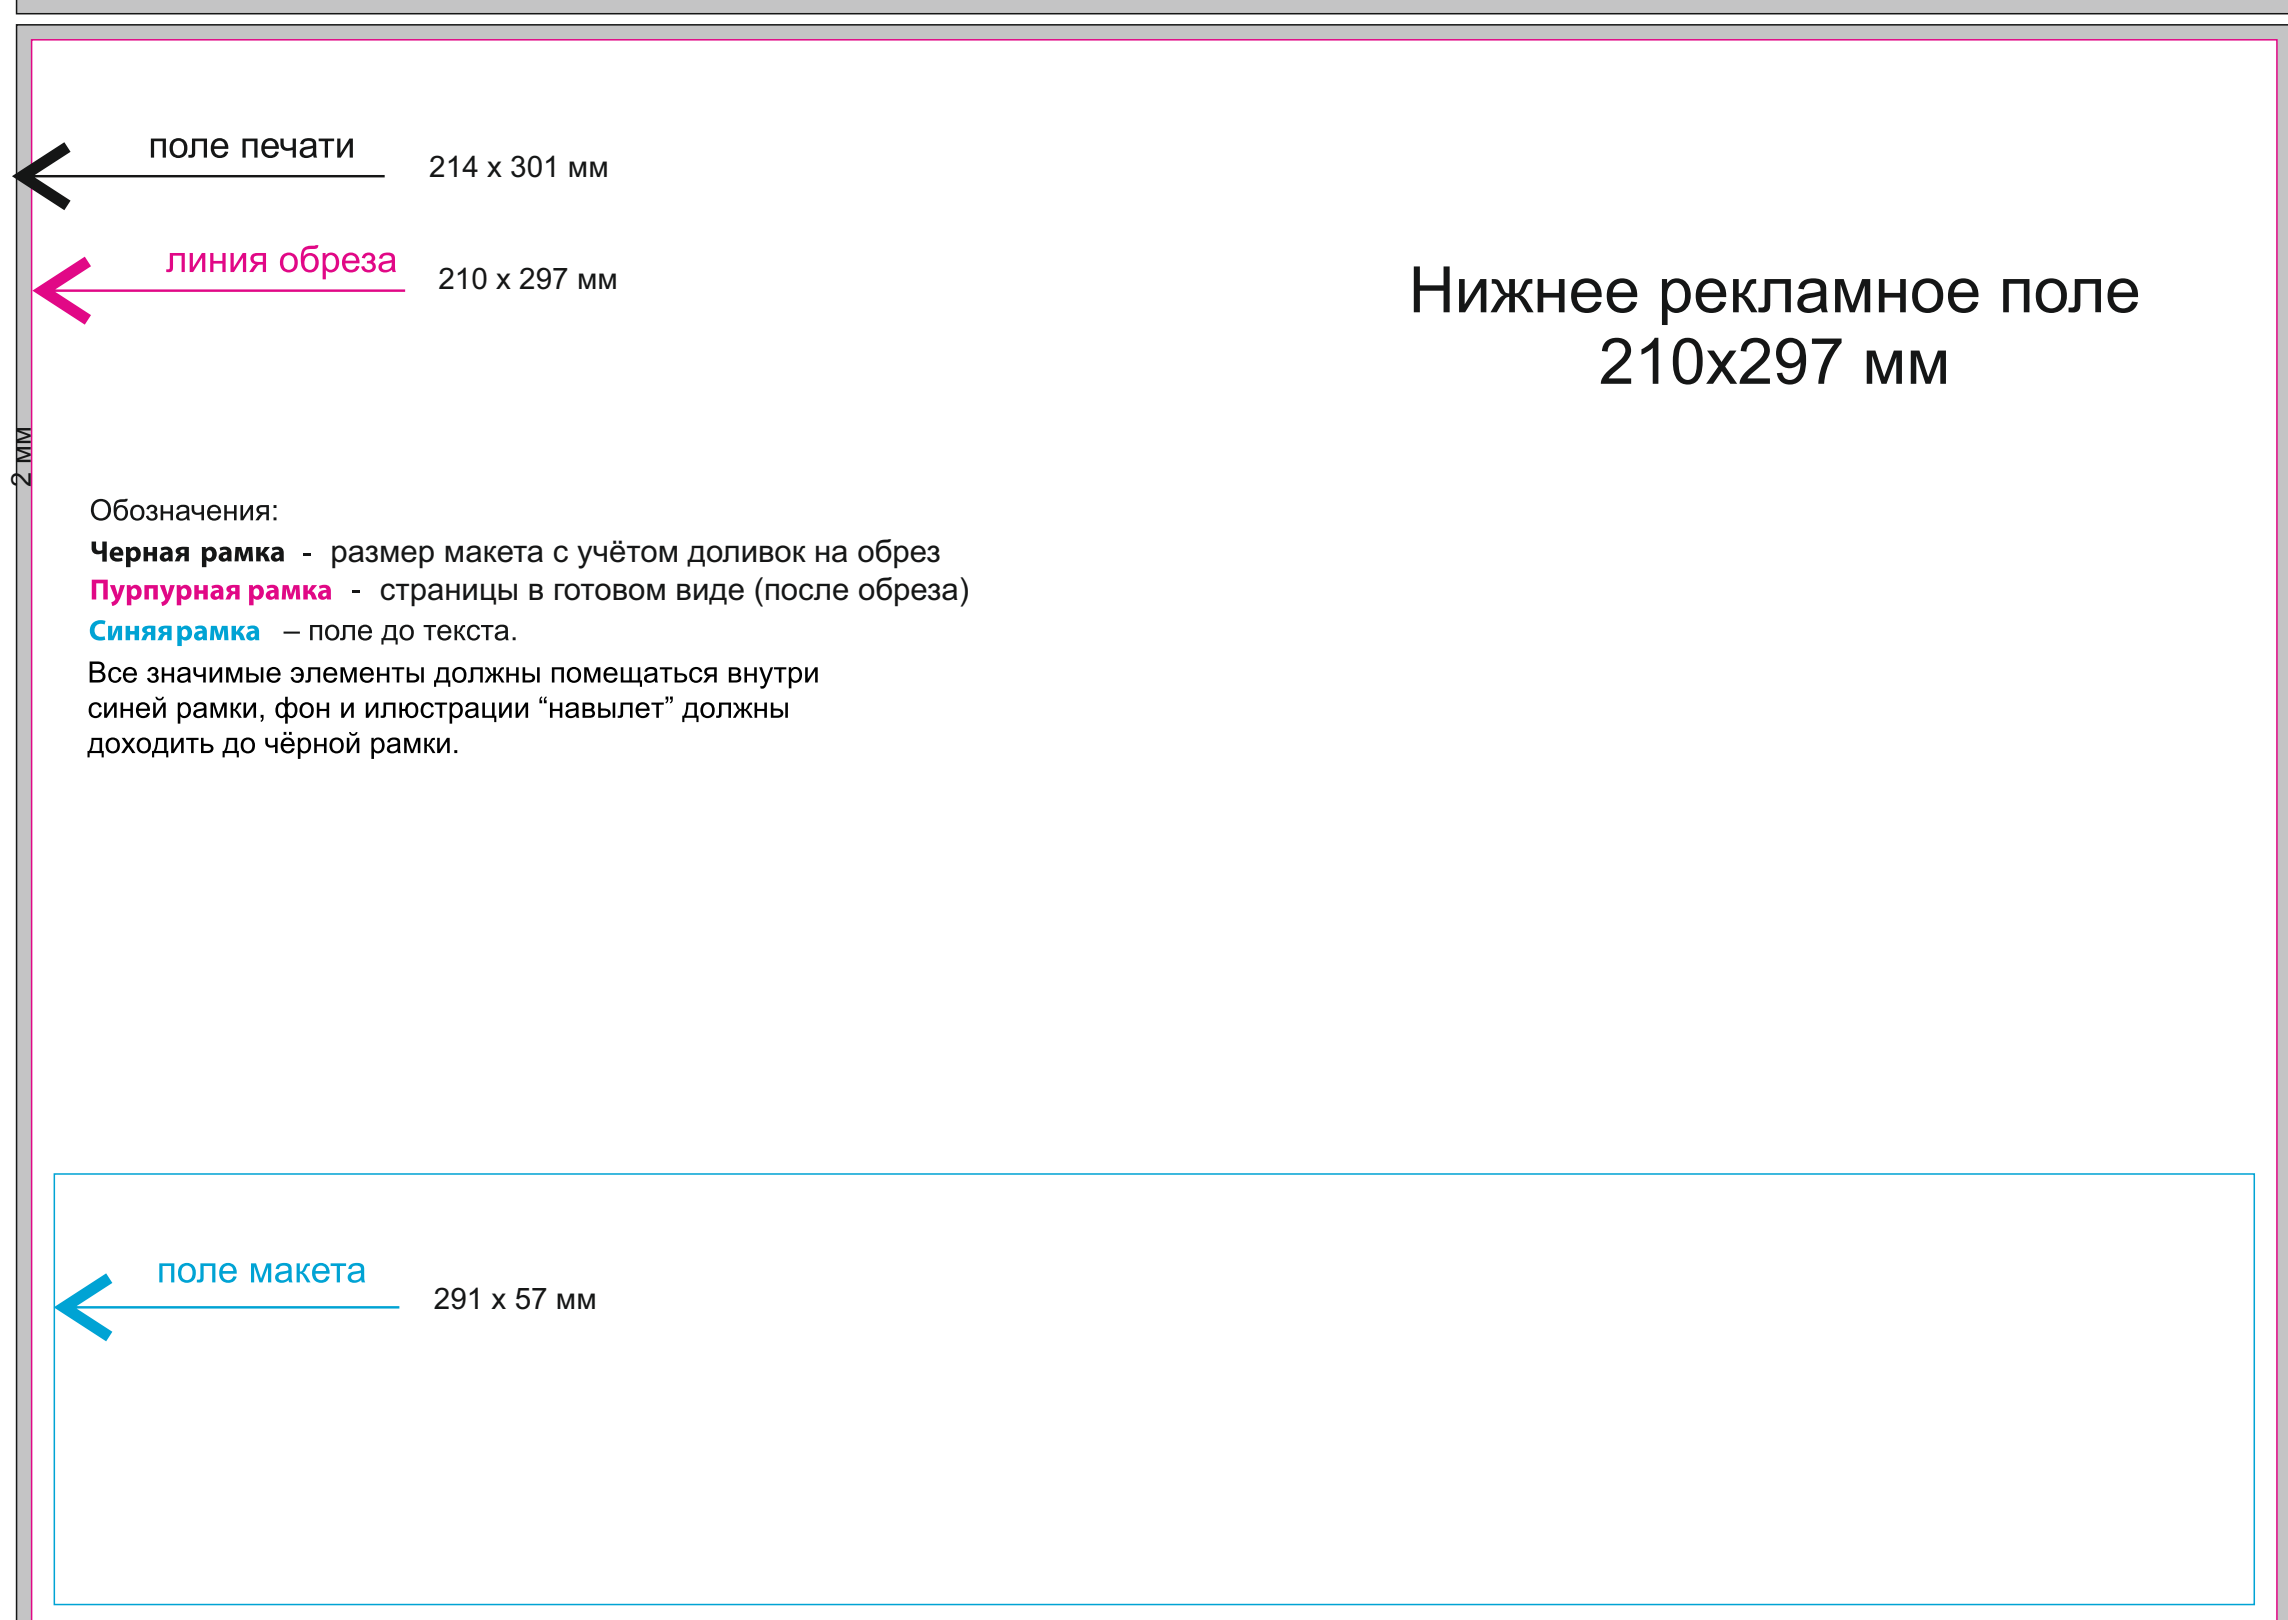 поле печати
214 х 301 мм
линия обреза
210 х 297 мм
Нижнее рекламное поле
210х297 мм
2 мм
Обозначения:
Черная рамка - размер макета с учётом доливок на обрез
Пурпурная рамка - страницы в готовом виде (после обреза)
Синяя рамка – поле до текста.
Все значимые элементы должны помещаться внутри
синей рамки, фон и илюстрации “навылет” должны
доходить до чёрной рамки.
поле макета
291 х 57 мм